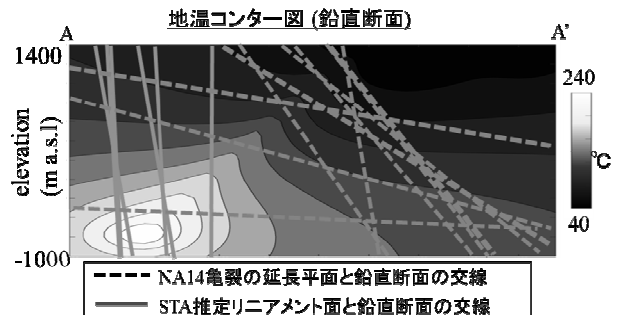 地温コンター図 (鉛直断面)
A A'
1400
elevation
(m a.s.l)
-1000
240
℃
40
NA14亀裂の延長平面と鉛直断面の交線
STA推定リニアメント面と鉛直断面の交線